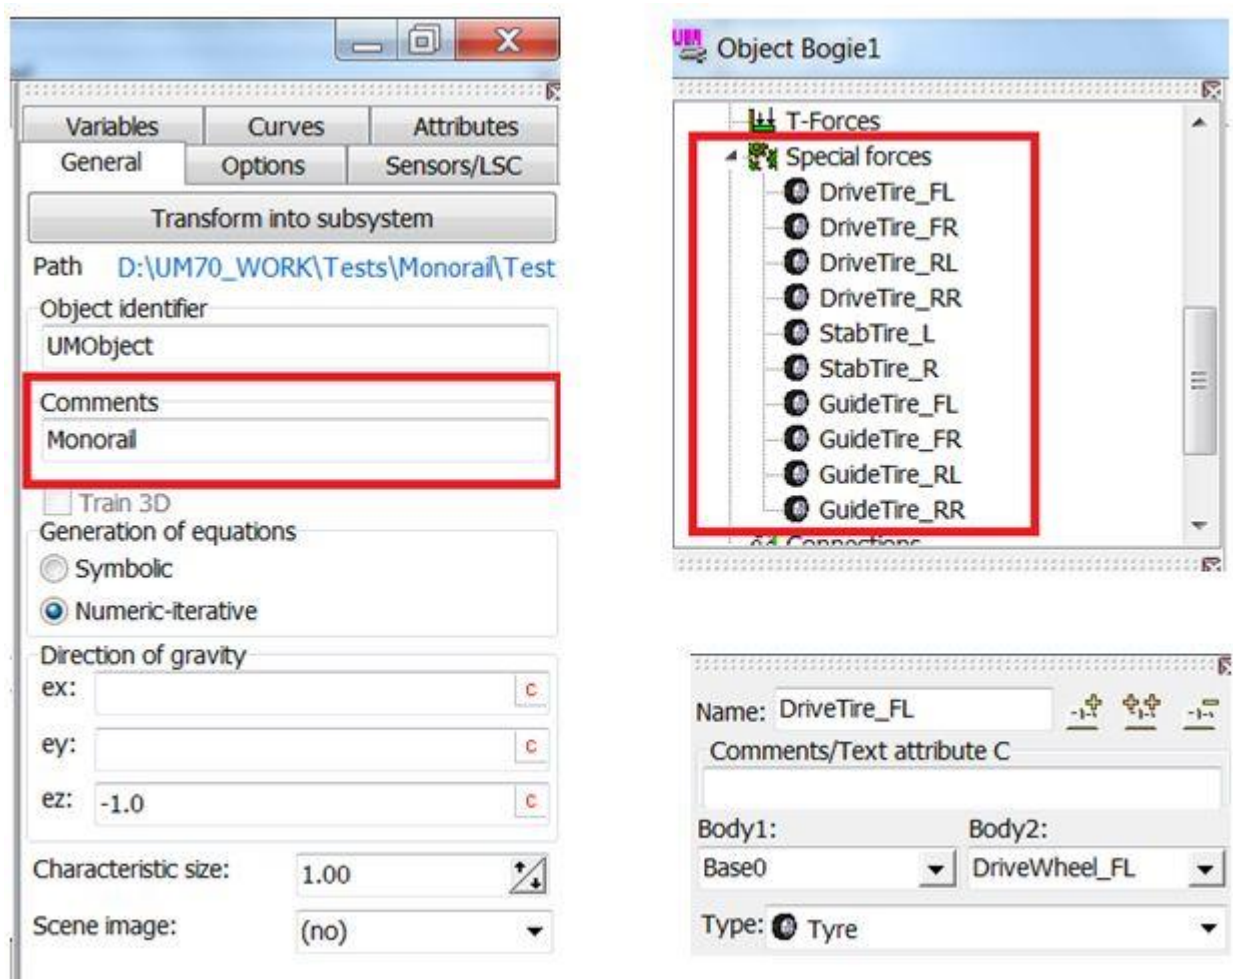 Variables Curves Attributes
General Options Sensors/LSC
Transform into subsystem
Path D:\UM70_WORK\Tests\Monorail\Test
Object identifier
UMObject
Comments
Monorail
Train 3D
Generation of equations
Symbolic
Numeric-iterative
Direction of gravity
ex: C
ey: C
ez: -1.0 C
Characteristic size: 1.00
Scene image: (no)
UM Object Bogie1
T-Forces
Special forces
DriveTire_FL
DriveTire_FR
DriveTire_RL
DriveTire_RR
StabTire_L
StabTire_R
GuideTire_FL
GuideTire_FR
GuideTire_RL
GuideTire_RR
Connections
Name: DriveTire_FL
Comments/Text attribute C
Body1: Body2:
Base0 DriveWheel_FL
Type: Tyre